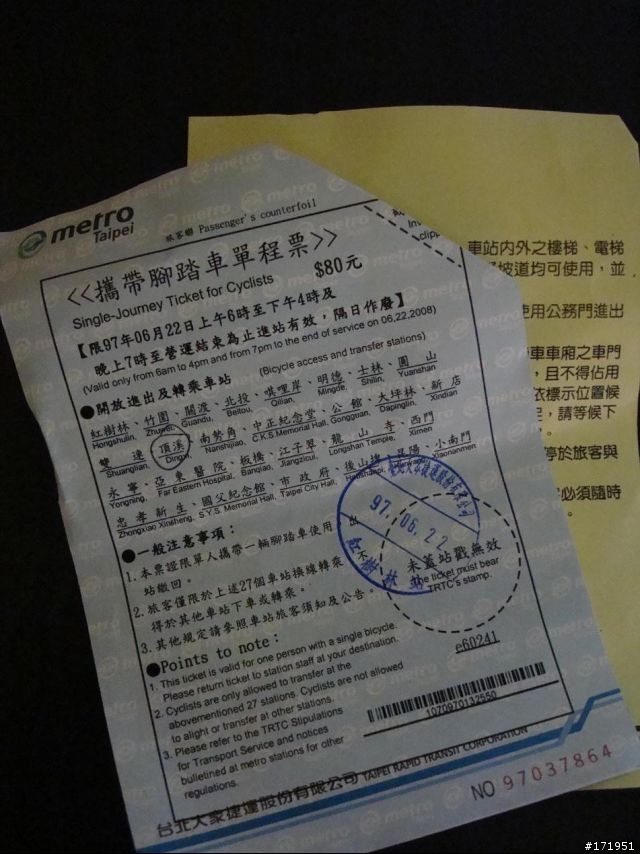 metro
Taipei
旅客聯 Passenger's counterfoil
<<攜帶腳踏車單程票>>
Single-Journey Ticket for Cyclists
$80元
【限97年06月22日上午6時至下午4時及
晚上7時至營運結束為止進站有效，隔日作廢】
(Valid only from 6am to 4pm and from 7pm to the end of service on 06,22,2008)
●開放進出及轉乘車站
(Bicycle access and transfer stations)
紅樹林、竹圍、關渡、北投、唭哩岸、明德、士林、圓山
Hongshulin, Zhuwei, Guandu, Beitou, Qilian, Mingde, Shilin, Yuanshan
雙連、頂溪、南勢角、中正紀念堂、公館、大坪林、新店
Shuanglian, Dingxi, Nanshijiao, C.K.S.Memorial Hall, Gongguan, Dapinglin, Xindian
永寧、亞東醫院、板橋、江子翠、龍山寺、西門
Yongning, Far Eastern Hospital, Banqiao, Jiangzicui, Longshan Temple, Ximen
忠孝新生、國父紀念館、市政府、後山埤、昆陽、小南門
Zhongxiao Xinsheng, S.Y.S. Memorial Hall, Taipei City Hall, Houshanpi, Kunyang, Xiaonanmen
●一般注意事項：
1. 本票證限單人攜帶一輛腳踏車使用，出
站繳回。
2. 旅客僅限於上述27個車站換線轉乘，不
得於其他車站下車或轉乘。
3. 其他規定請參照車站旅客須知及公告。
97.06.22
紅樹林站
未蓋站戳無效
The ticket must bear
TRTC's stamp.
●Points to note:
1. This ticket is valid for one person with a single bicycle.
Please return ticket to station staff at your destination.
2. Cyclists are only allowed to transfer at the
abovementioned 27 stations. Cyclists are not allowed
to alight or transfer at other stations.
3. Please refer to the TRTC Stipulations
for Transport Service and notices
bulletined at metro stations for other
regulations.
e60241
1070970132550
台北大眾捷運股份有限公司 TAIPEI RAPID TRANSIT CORPORATION
NO 97037864
車站內外之樓梯、電梯
坡道均可使用，並
使用公務門進出
車車廂之車門
，且不得佔用
依標示位置候
，請等候下
停於旅客與
必須隨時
。
#171951